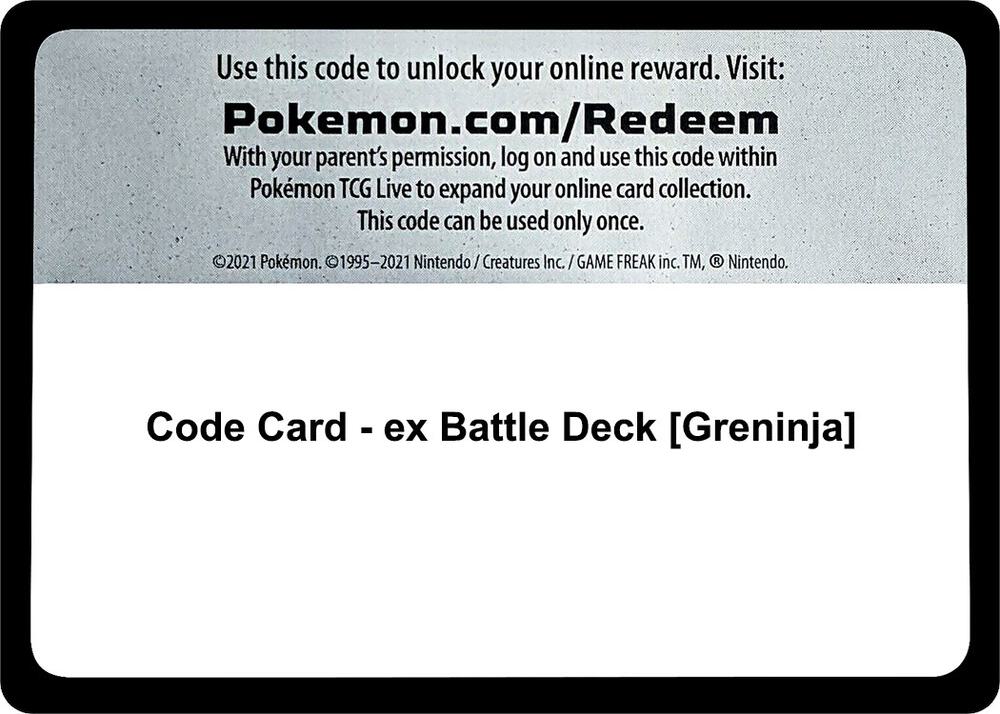 Use this code to unlock your online reward. Visit:
Pokemon.com/Redeem
With your parent's permission, log on and use this code within
Pokémon TCG Live to expand your online card collection.
This code can be used only once.
©2021 Pokémon. ©1995–2021 Nintendo / Creatures Inc. / GAME FREAK inc. TM, ® Nintendo.
Code Card - ex Battle Deck [Greninja]